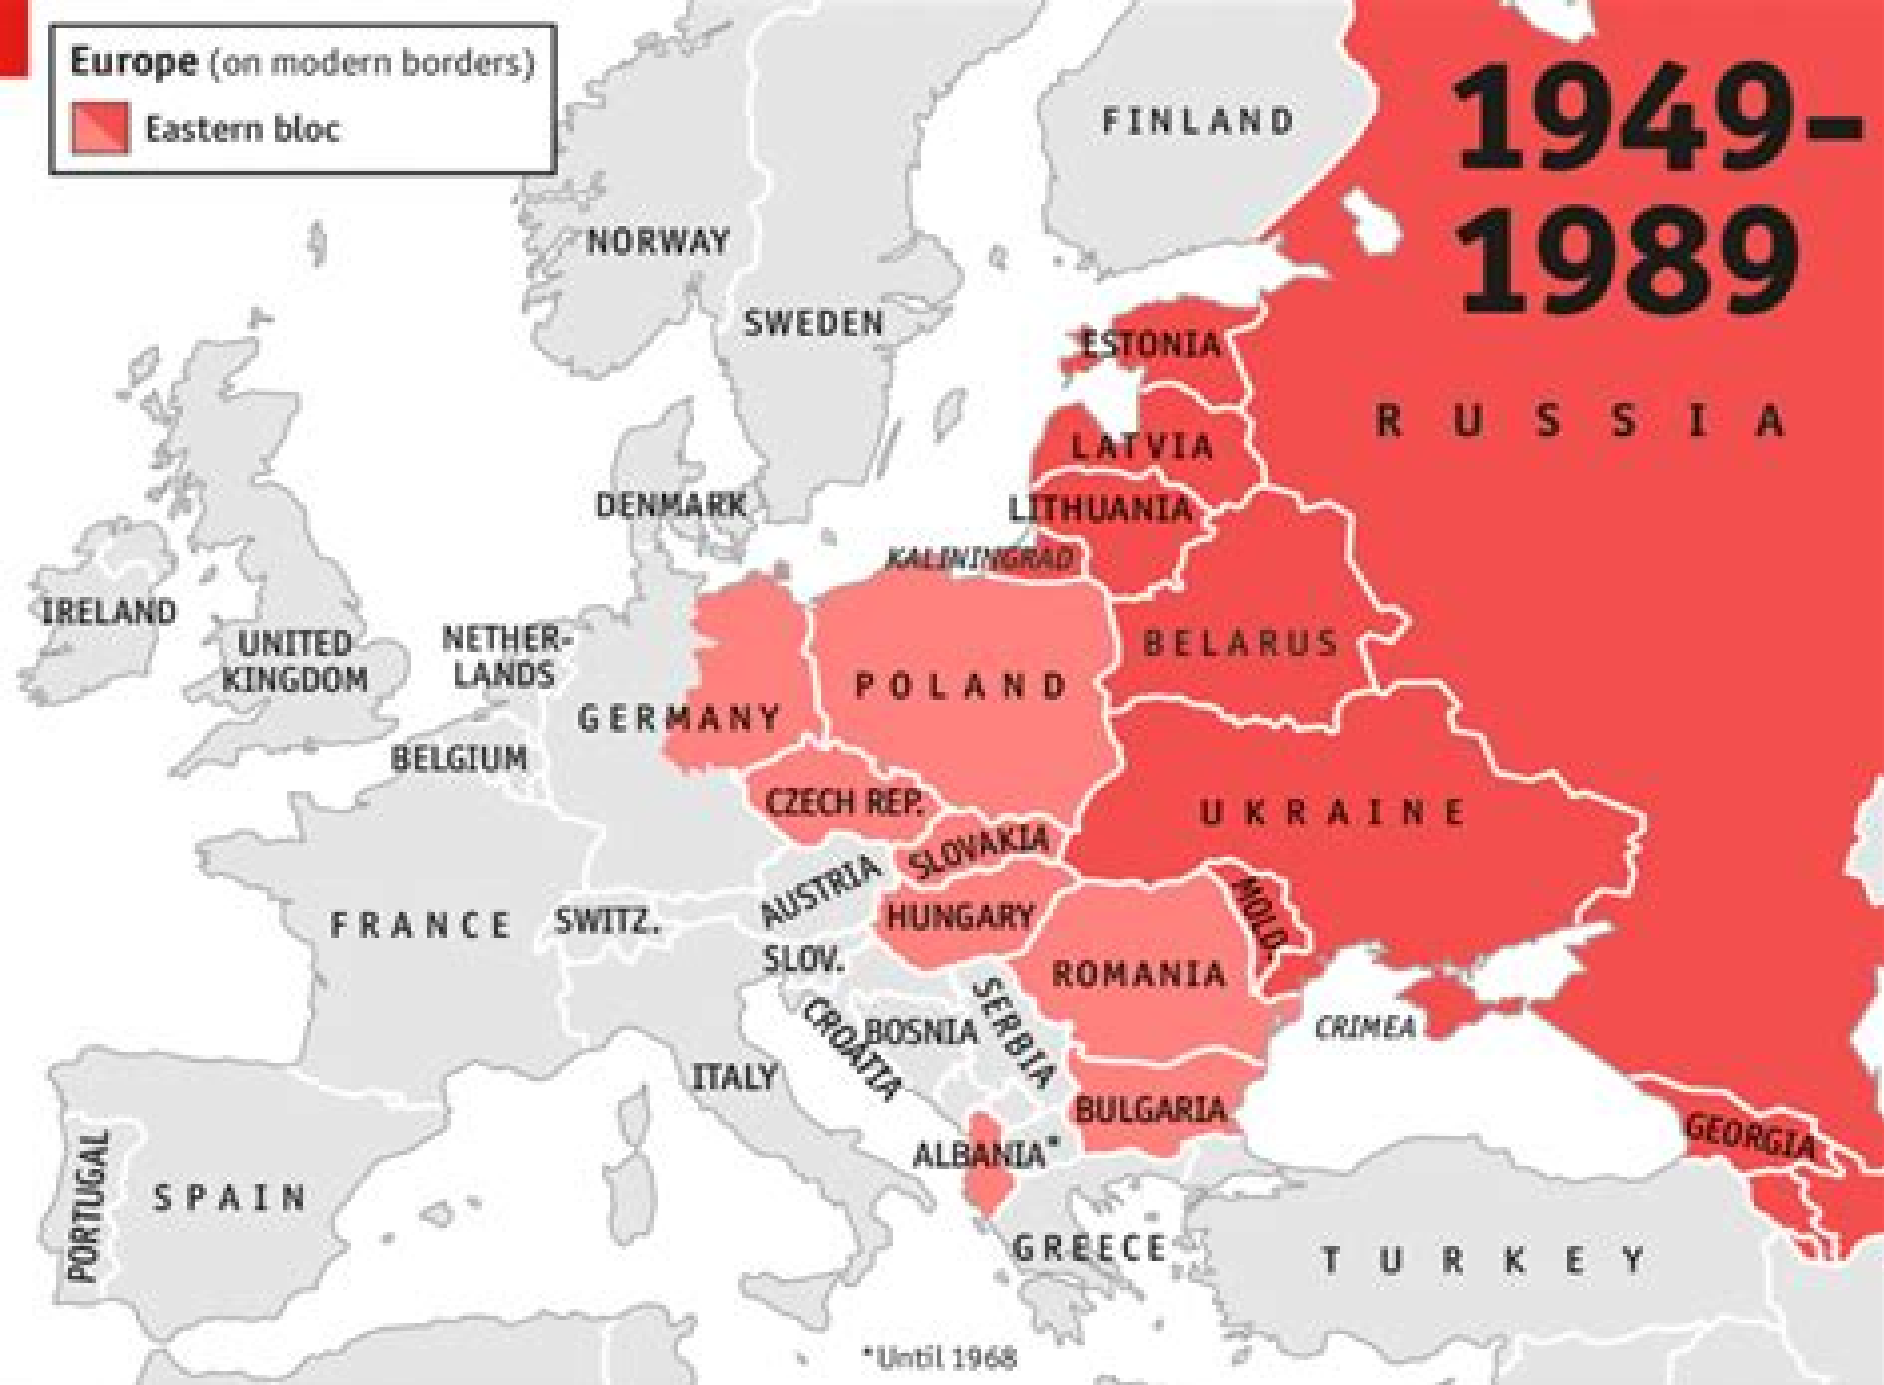 Europe (on modern borders)
Eastern bloc
1949-
1989
FINLAND
NORWAY
SWEDEN
ESTONIA
RUSSIA
LATVIA
DENMARK
LITHUANIA
KALININGRAD
IRELAND
UNITED
KINGDOM
NETHER-
LANDS
BELARUS
POLAND
GERMANY
BELGIUM
CZECH REP.
UKRAINE
SLOVAKIA
AUSTRIA
FRANCE
SWITZ.
HUNGARY
MOLD.
SLOV.
ROMANIA
CROATIA
BOSNIA
SERBIA
CRIMEA
ITALY
BULGARIA
GEORGIA
ALBANIA*
PORTUGAL
SPAIN
GREECE
TURKEY
*Until 1968